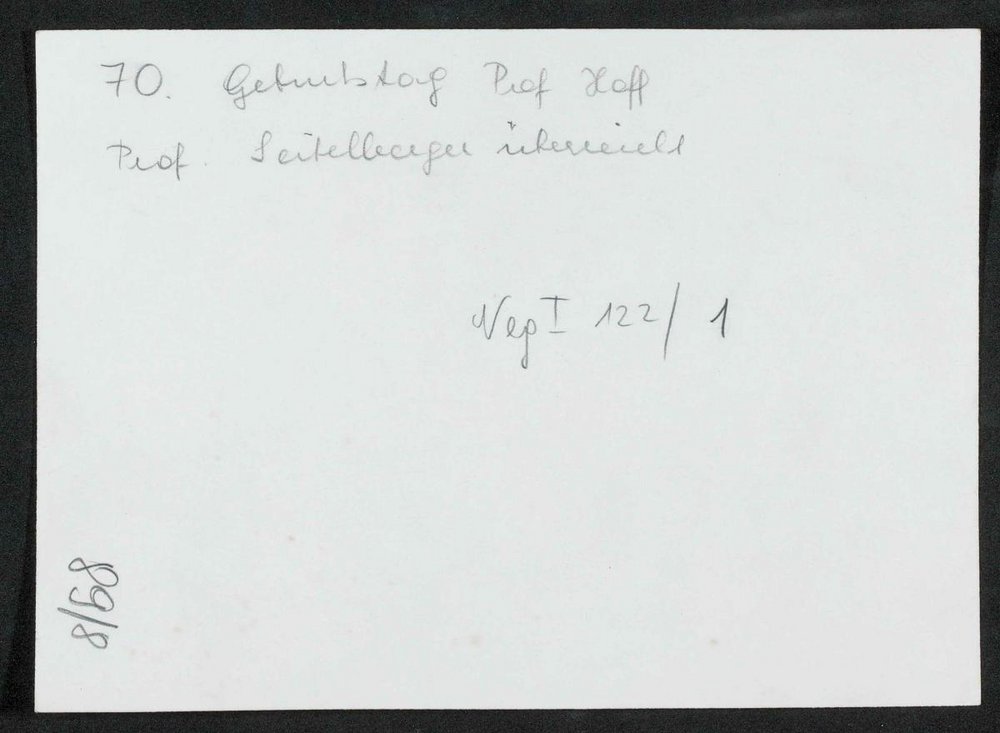 70. Geburtstag Prof Hoff
Prof. Seitelberger überreicht
Neg I 122/1
8/68